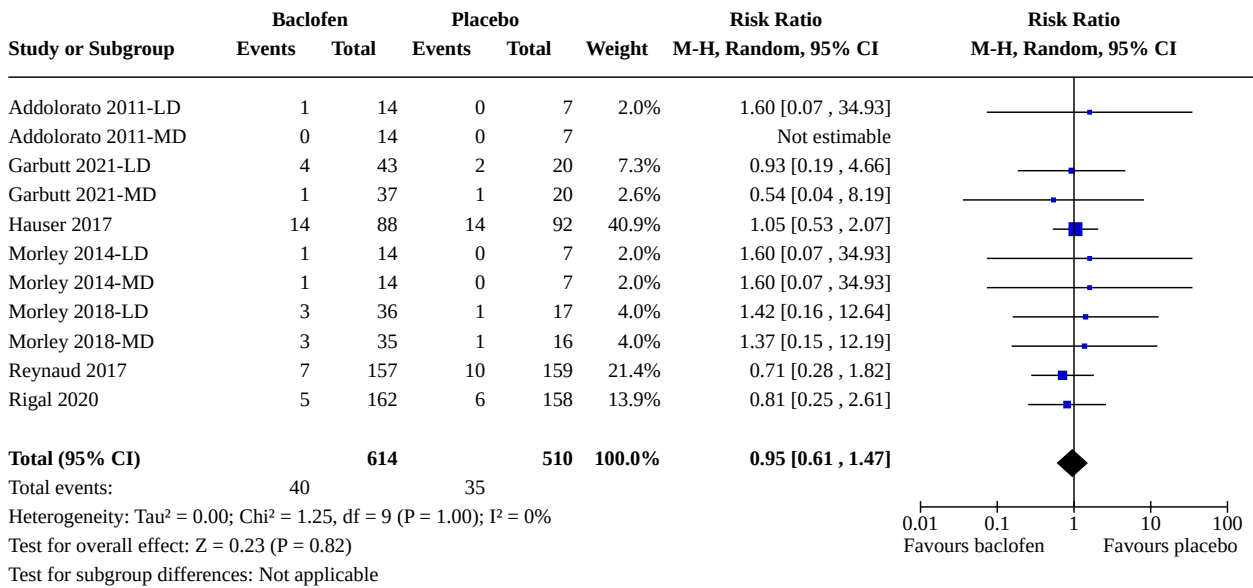 Baclofen Placebo Risk Ratio Risk Ratio
Study or Subgroup Events Total Events Total Weight M-H, Random, 95% CI M-H, Random, 95% CI
Addolorato 2011-LD 1 14 0 7 2.0% 1.60 [0.07 , 34.93]
Addolorato 2011-MD 0 14 0 7 Not estimable
Garbutt 2021-LD 4 43 2 20 7.3% 0.93 [0.19 , 4.66]
Garbutt 2021-MD 1 37 1 20 2.6% 0.54 [0.04 , 8.19]
Hauser 2017 14 88 14 92 40.9% 1.05 [0.53 , 2.07]
Morley 2014-LD 1 14 0 7 2.0% 1.60 [0.07 , 34.93]
Morley 2014-MD 1 14 0 7 2.0% 1.60 [0.07 , 34.93]
Morley 2018-LD 3 36 1 17 4.0% 1.42 [0.16 , 12.64]
Morley 2018-MD 3 35 1 16 4.0% 1.37 [0.15 , 12.19]
Reynaud 2017 7 157 10 159 21.4% 0.71 [0.28 , 1.82]
Rigal 2020 5 162 6 158 13.9% 0.81 [0.25 , 2.61]
Total (95% CI) 614 510 100.0% 0.95 [0.61 , 1.47]
Total events: 40 35
Heterogeneity: Tau² = 0.00; Chi² = 1.25, df = 9 (P = 1.00); I² = 0%
0.01 0.1 1 10 100
Test for overall effect: Z = 0.23 (P = 0.82)
Favours baclofen Favours placebo
Test for subgroup differences: Not applicable